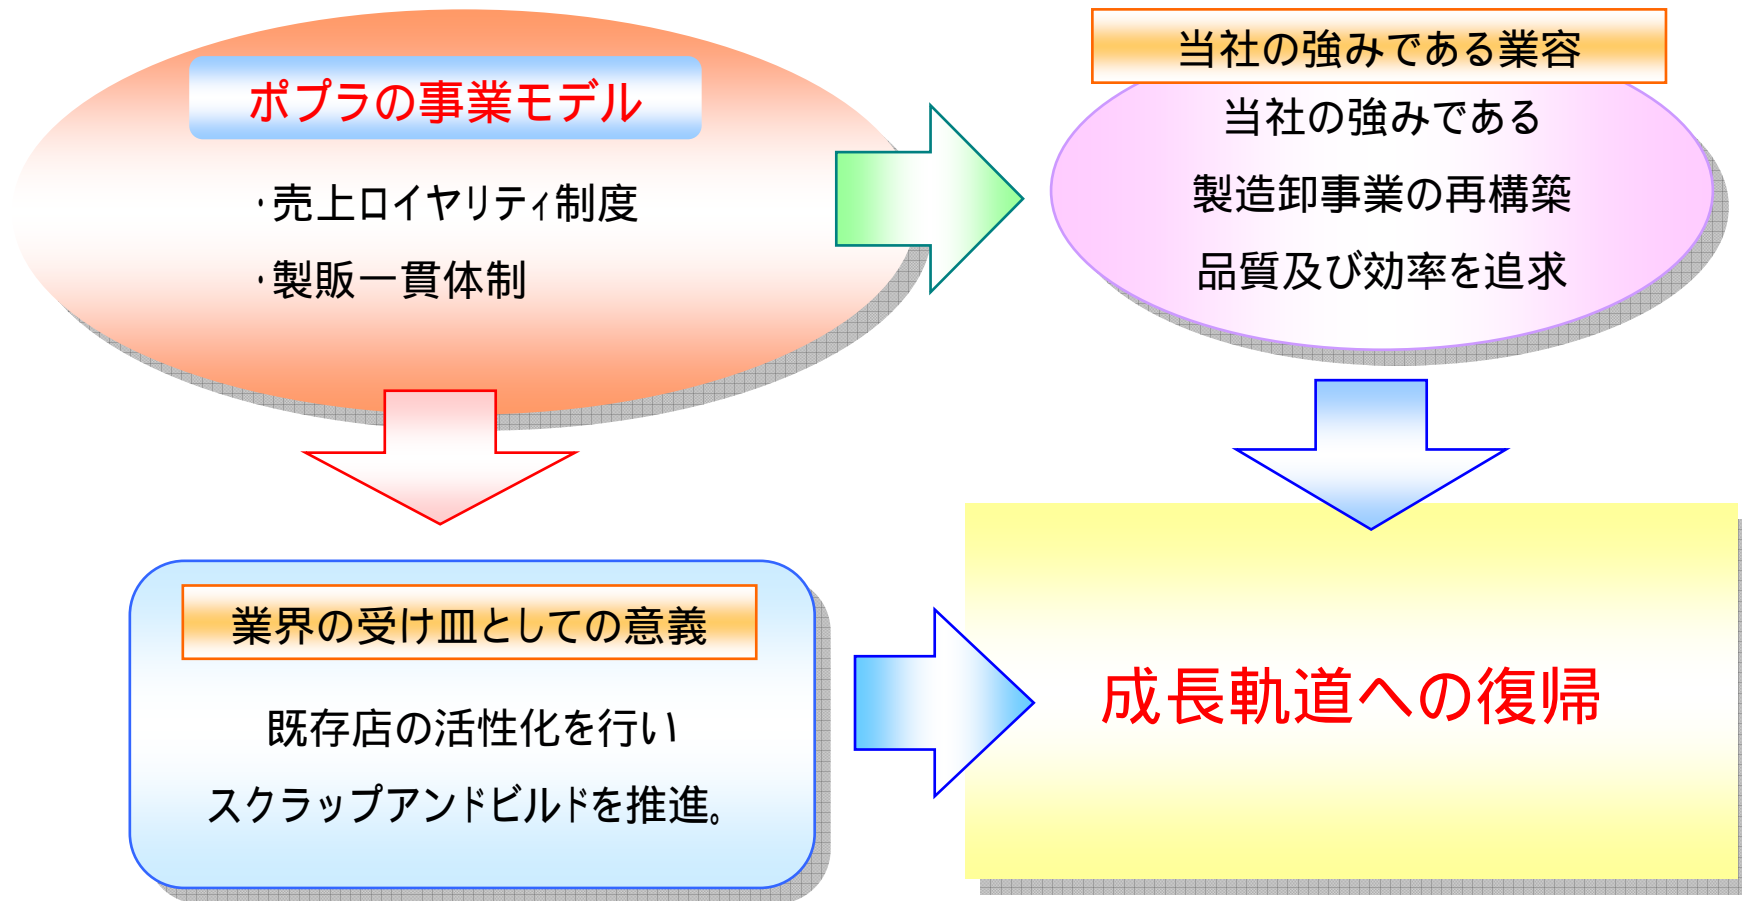 ポプラの事業モデル
・売上ロイヤリティ制度
・製販一貫体制
当社の強みである業容
当社の強みである
製造卸事業の再構築
品質及び効率を追求
業界の受け皿としての意義
既存店の活性化を行い
スクラップアンドビルドを推進。
成長軌道への復帰